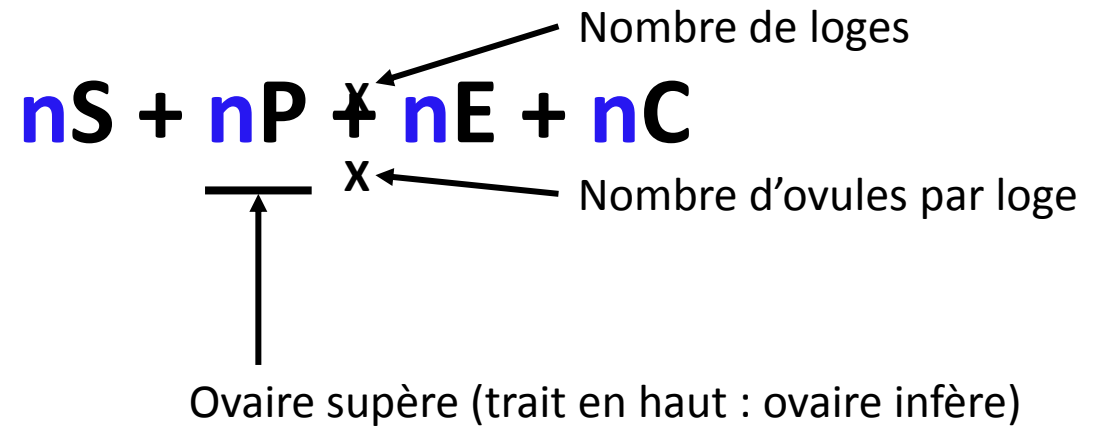 Nombre de loges
x
nS + nP + nE + nC
x
Nombre d’ovules par loge
Ovaire supère (trait en haut : ovaire infère)